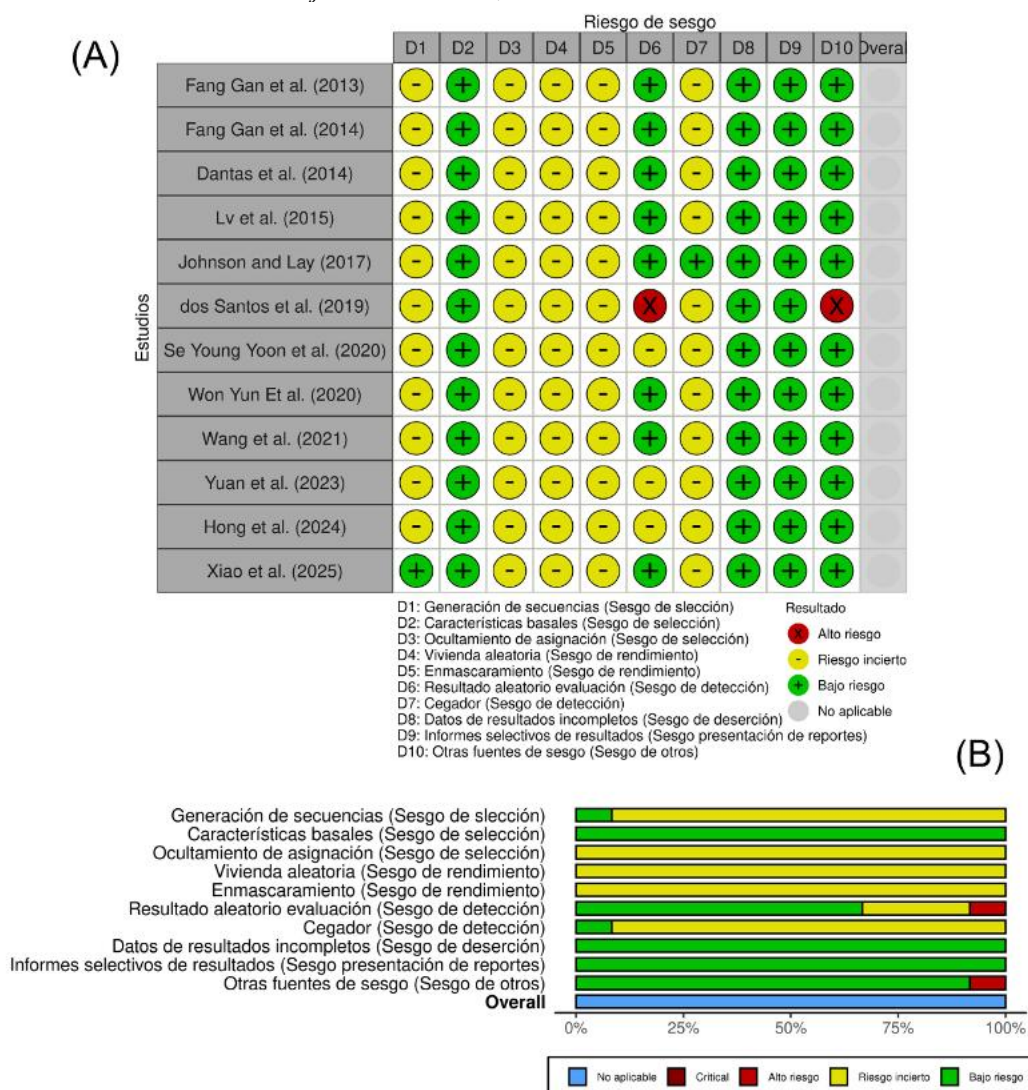 Riesgo de sesgo
(A)
D1 D2 D3 D4 D5 D6 D7 D8 D9 D10 Overal
Estudios
Fang Gan et al. (2013) - + - - - + - + + +
Fang Gan et al. (2014) - + - - - + - + + +
Dantas et al. (2014) - + - - - + - + + +
Lv et al. (2015) - + - - - + - + + +
Johnson and Lay (2017) - + - - - + + + + +
dos Santos et al. (2019) - + - - - X - + + X
Se Young Yoon et al. (2020) - + - - - - - + + +
Won Yun Et al. (2020) - + - - - + - + + +
Wang et al. (2021) - + - - - + - + + +
Yuan et al. (2023) - + - - - - - + + +
Hong et al. (2024) - + - - - - - + + +
Xiao et al. (2025) + + - - - + - + + +
D1: Generación de secuencias (Sesgo de slección)
D2: Características basales (Sesgo de selección)
D3: Ocultamiento de asignación (Sesgo de selección)
D4: Vivienda aleatoria (Sesgo de rendimiento)
D5: Enmascaramiento (Sesgo de rendimiento)
D6: Resultado aleatorio evaluación (Sesgo de detección)
D7: Cegador (Sesgo de detección)
D8: Datos de resultados incompletos (Sesgo de deserción)
D9: Informes selectivos de resultados (Sesgo presentación de reportes)
D10: Otras fuentes de sesgo (Sesgo de otros)
Resultado
X Alto riesgo
- Riesgo incierto
+ Bajo riesgo
No aplicable
(B)
Generación de secuencias (Sesgo de slección)
Características basales (Sesgo de selección)
Ocultamiento de asignación (Sesgo de selección)
Vivienda aleatoria (Sesgo de rendimiento)
Enmascaramiento (Sesgo de rendimiento)
Resultado aleatorio evaluación (Sesgo de detección)
Cegador (Sesgo de detección)
Datos de resultados incompletos (Sesgo de deserción)
Informes selectivos de resultados (Sesgo presentación de reportes)
Otras fuentes de sesgo (Sesgo de otros)
Overall
0% 25% 50% 75% 100%
No aplicable Critical Alto riesgo Riesgo incierto Bajo riesgo